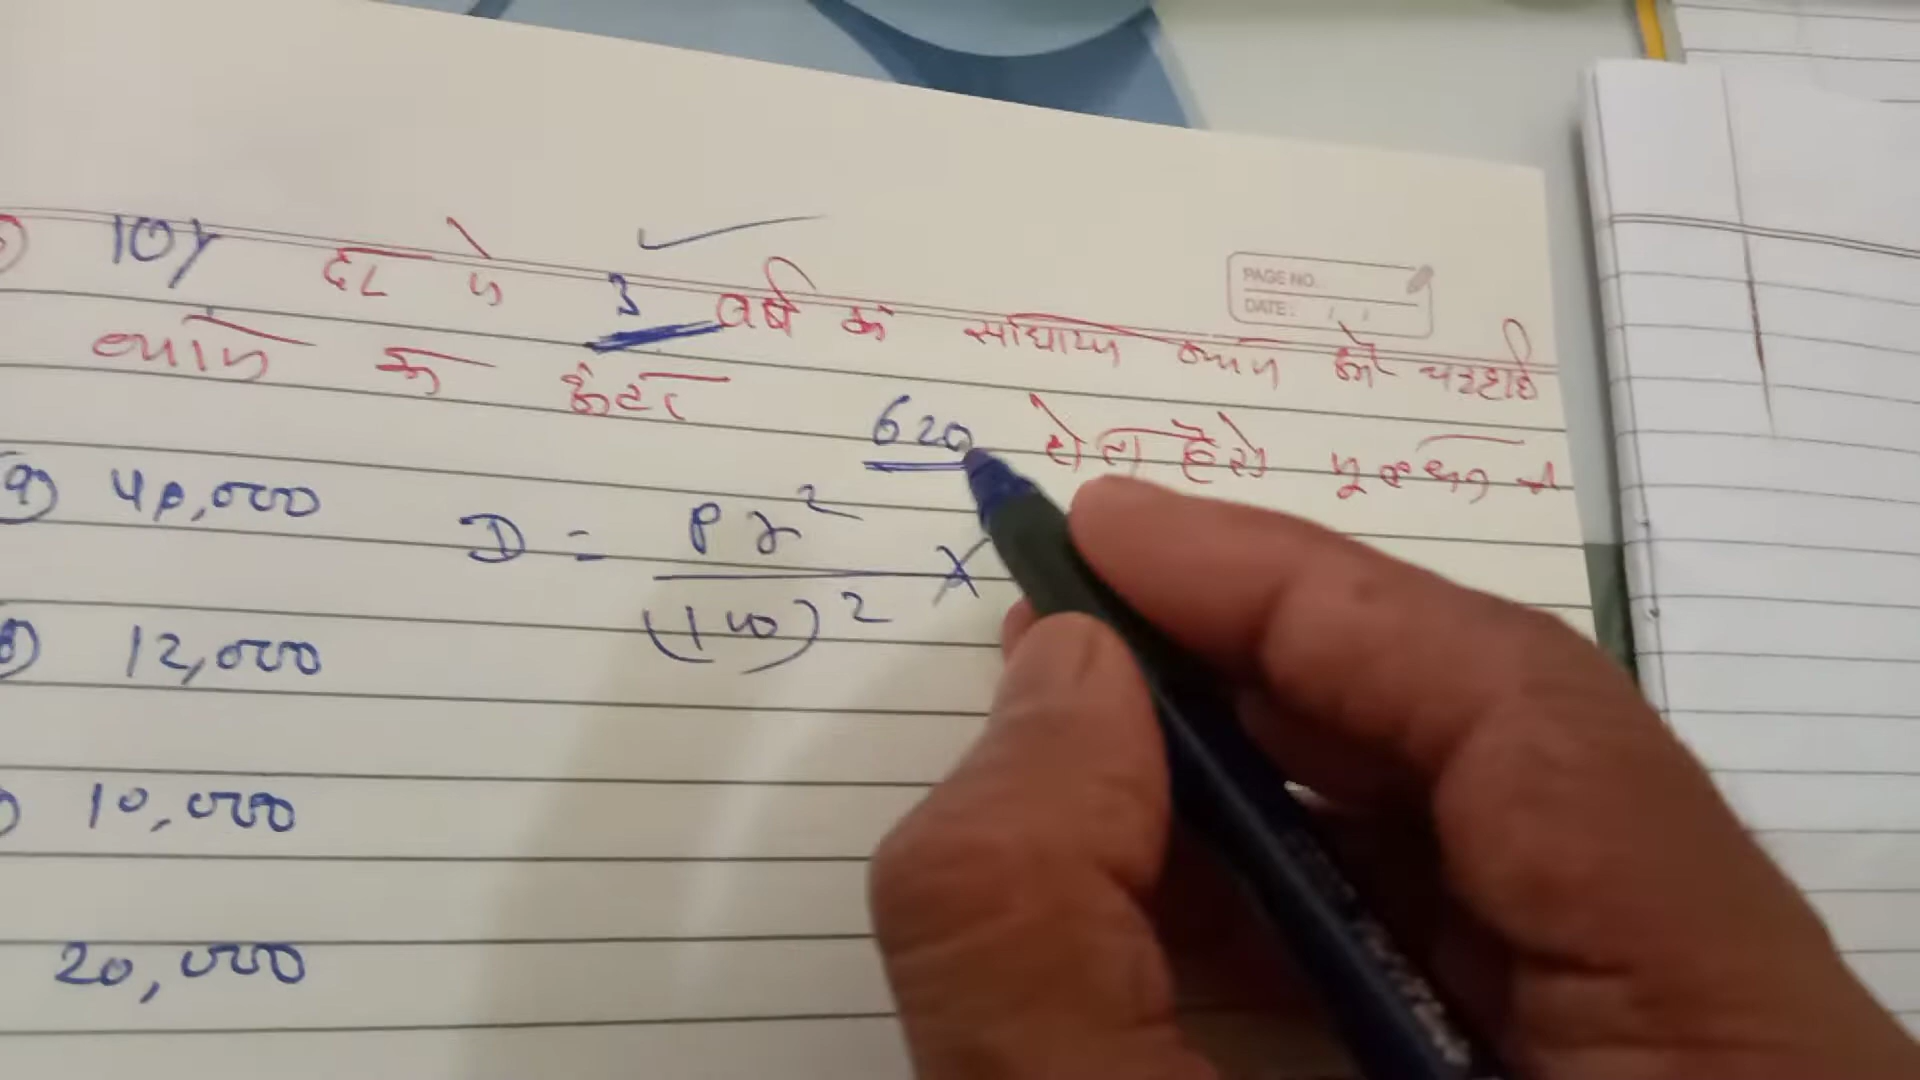 10% दर से 3 वर्ष के साधारण ब्याज और चक्रवृद्धि
ब्याज का अंतर 620 होता है तो मूलधन
PAGE NO.
DATE: / /
40,000
D = P r²
(100)² ×
12,000
10,000
20,000